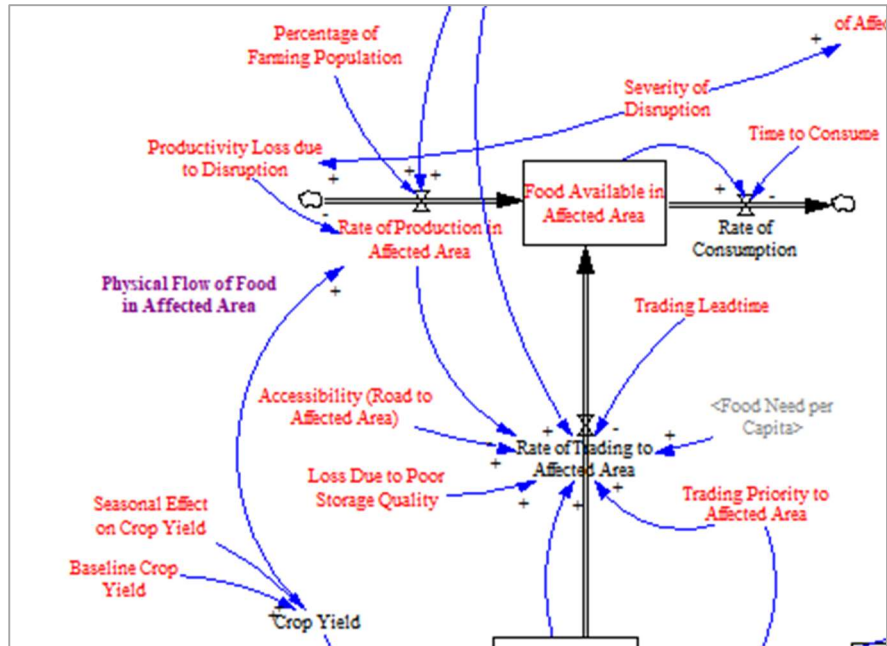 of Affec
Percentage of
Farming Population
Severity of
Disruption
Time to Consume
Productivity Loss due
to Disruption
Food Available in
Affected Area
Rate of Production in
Affected Area
Rate of
Consumption
Physical Flow of Food
in Affected Area
Trading Leadtime
Accessibility (Road to
Affected Area)
<Food Need per
Capita>
Rate of Trading to
Affected Area
Loss Due to Poor
Storage Quality
Trading Priority to
Affected Area
Seasonal Effect
on Crop Yield
Baseline Crop
Yield
Crop Yield